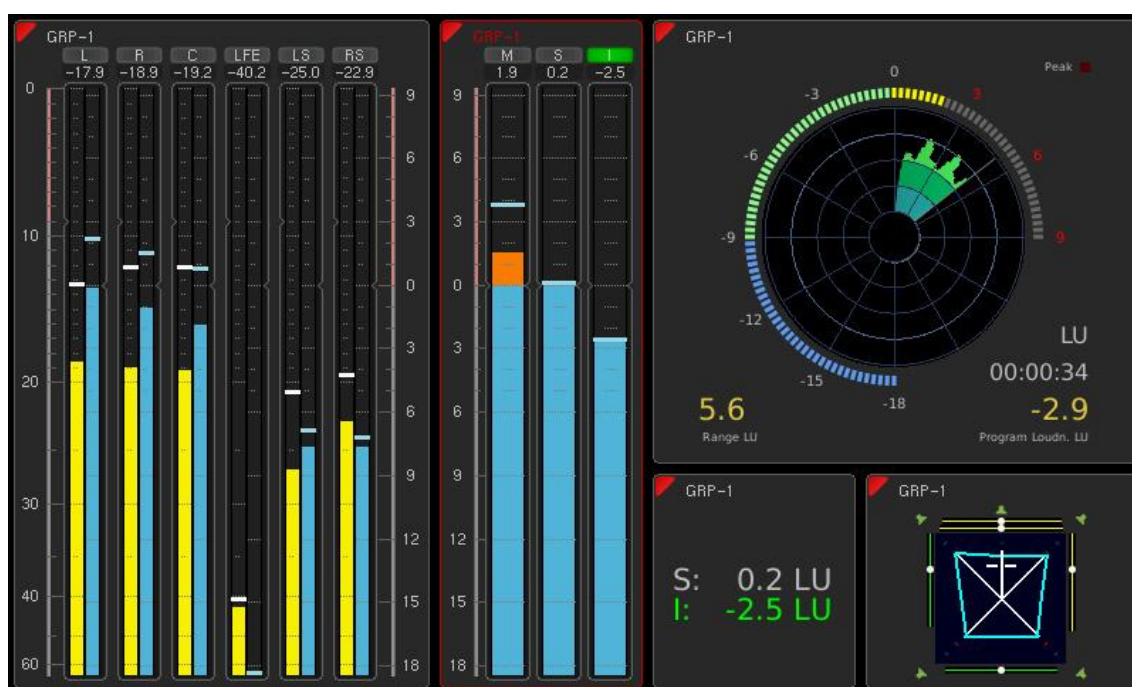 GRP-1
L R C LFE LS RS
-17.9 -18.9 -19.2 -40.2 -25.0 -22.9
0 9
6
3
10
0
3
20
6
9
30
12
40
15
60 18
GRP-1
M S I
1.9 0.2 -2.5
9
6
3
0
3
6
9
12
15
18
GRP-1
Peak
0
-3 3
-6 6
-9 9
-12
-15
-18
LU
00:00:34
5.6 -2.9
Range LU Program Loudn. LU
GRP-1
S: 0.2 LU
I: -2.5 LU
GRP-1